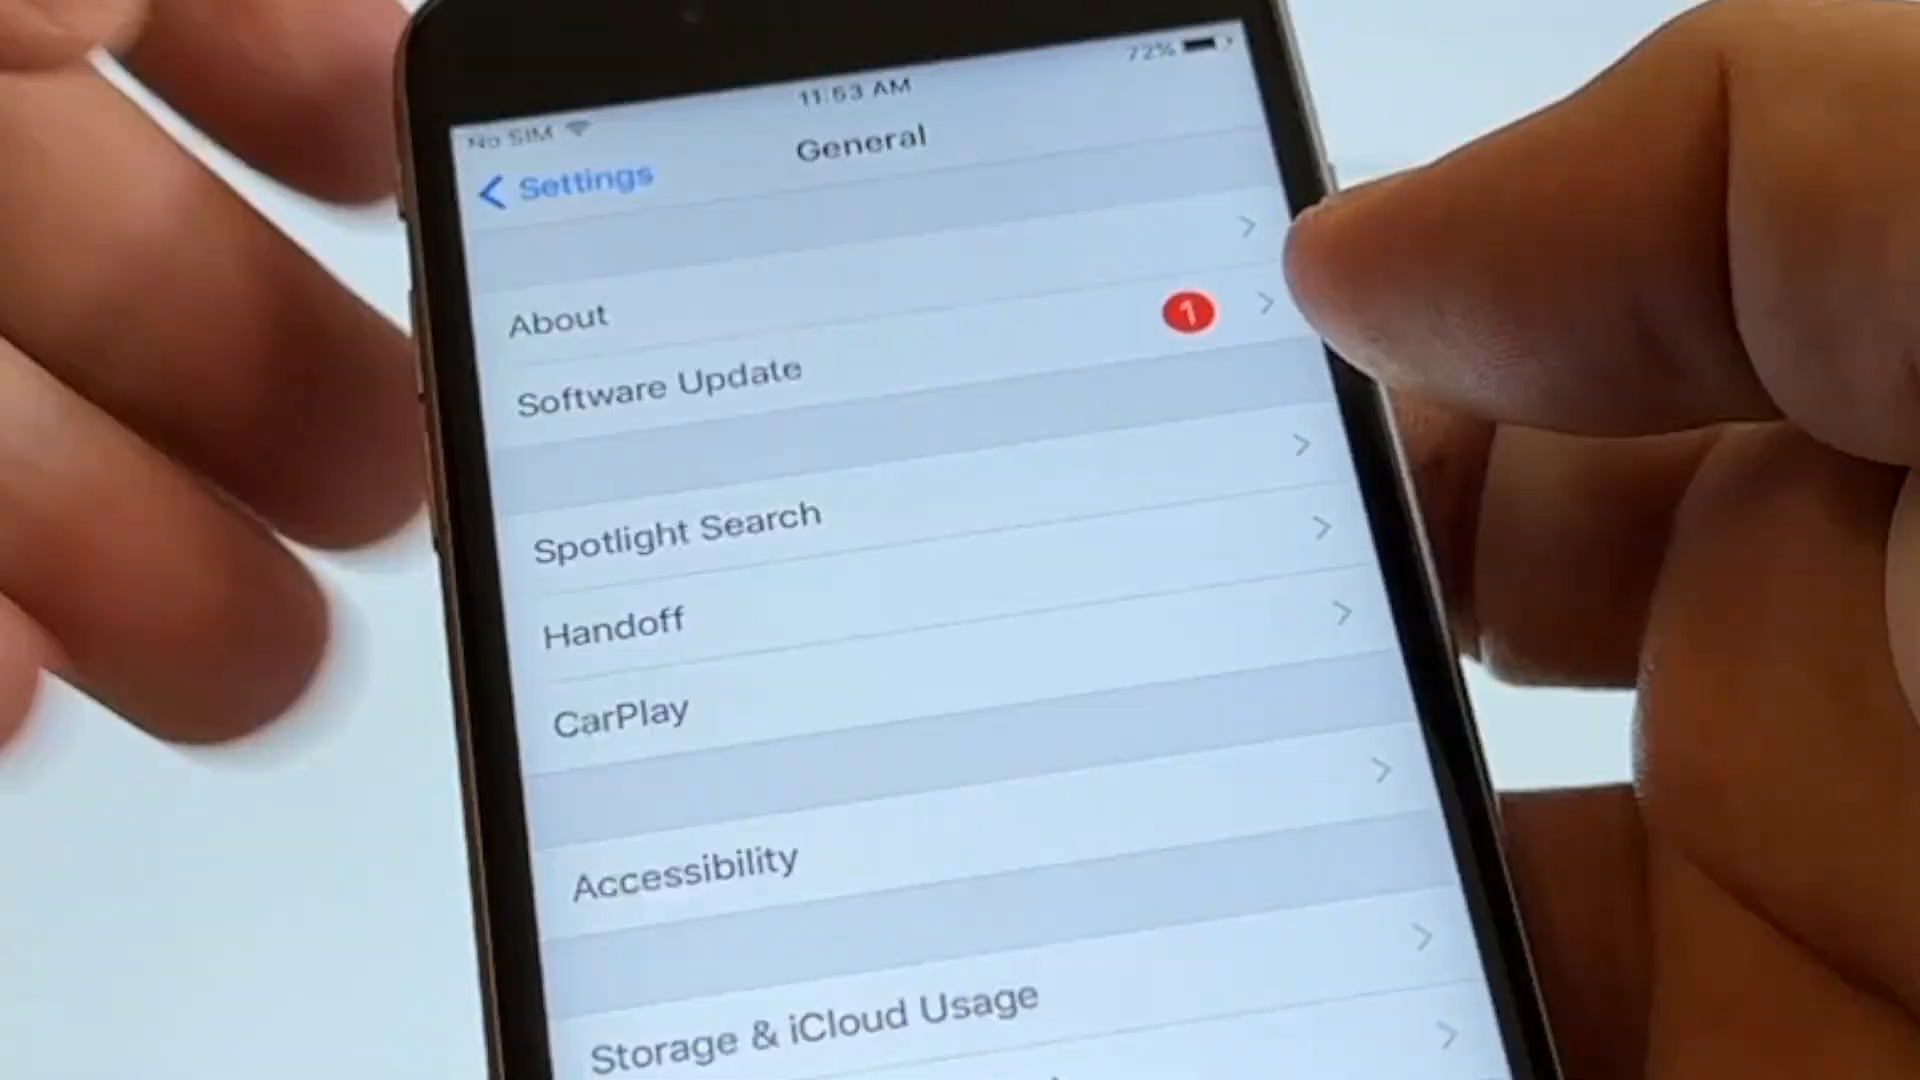 72%
11:53 AM
No SIM
General
Settings
About
Software Update
1
Spotlight Search
Handoff
CarPlay
Accessibility
Storage & iCloud Usage